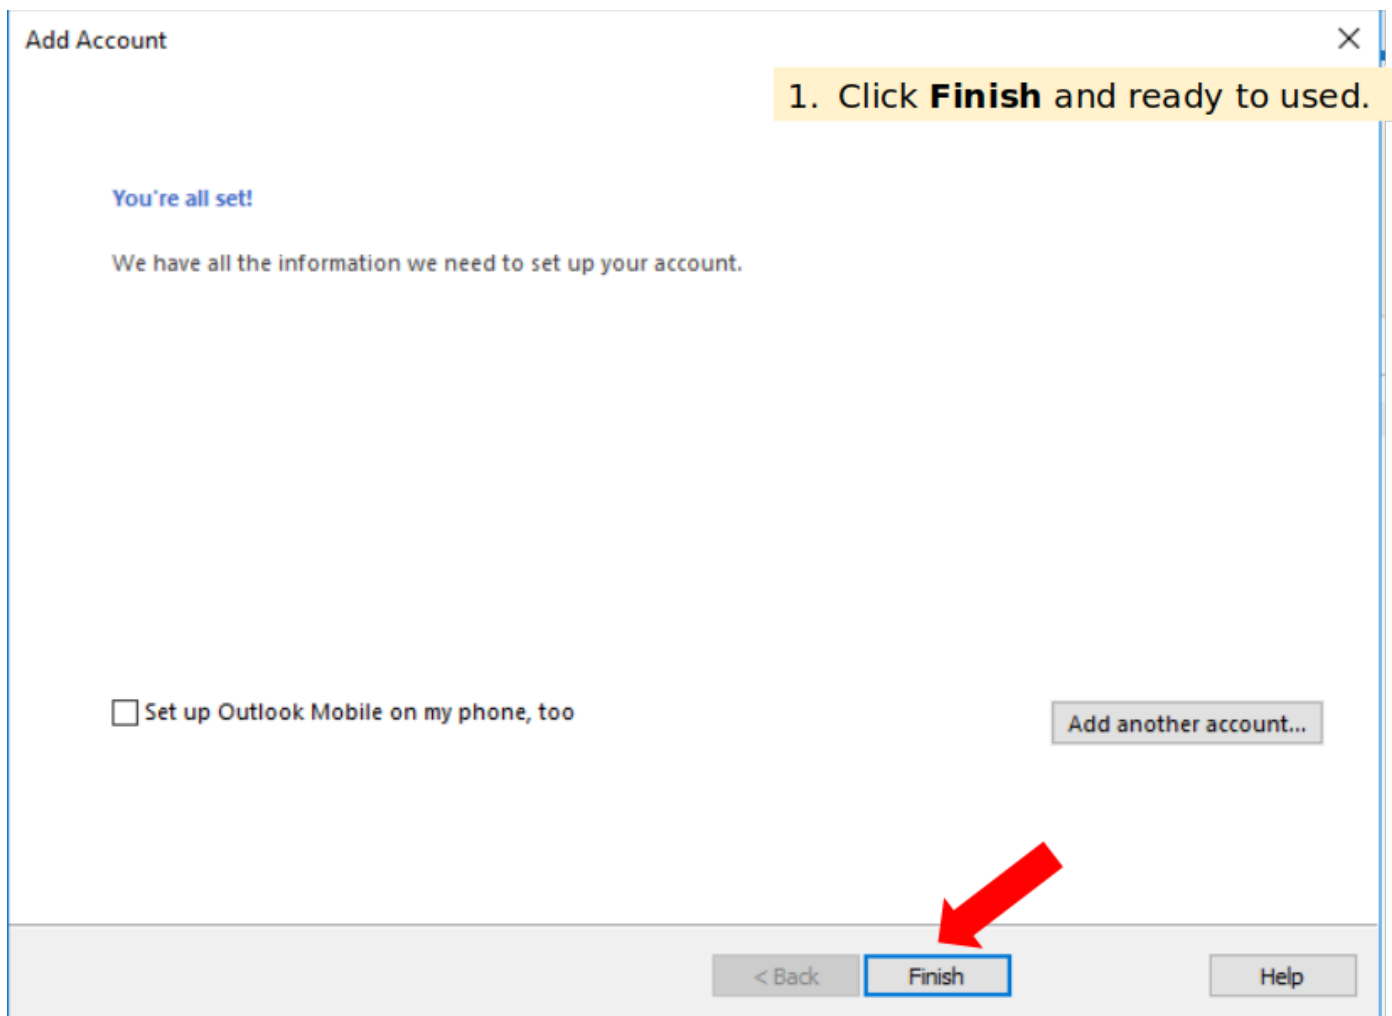 Add Account
1. Click Finish and ready to used.
You're all set!
We have all the information we need to set up your account.
Set up Outlook Mobile on my phone, too
Add another account...
< Back
Finish
Help